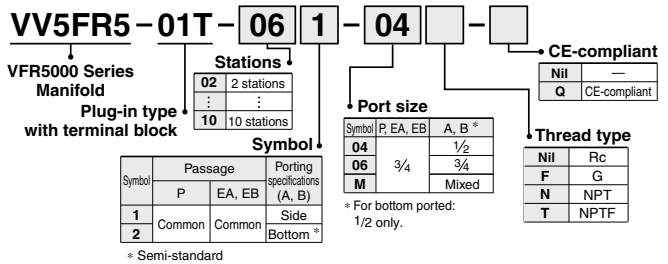 VV5FR5-01T-06 1-04 -
VFR5000 Series
Manifold
Plug-in type
with terminal block
Stations
02 2 stations
⋮ ⋮
10 10 stations
Symbol
Symbol Passage Porting specifications (A, B)
P EA, EB
1 Common Common Side
2 Bottom *
* Semi-standard
Port size
Symbol P, EA, EB A, B *
04 3/4 1/2
06 3/4
M Mixed
* For bottom ported:
1/2 only.
CE-compliant
Nil —
Q CE-compliant
Thread type
Nil Rc
F G
N NPT
T NPTF